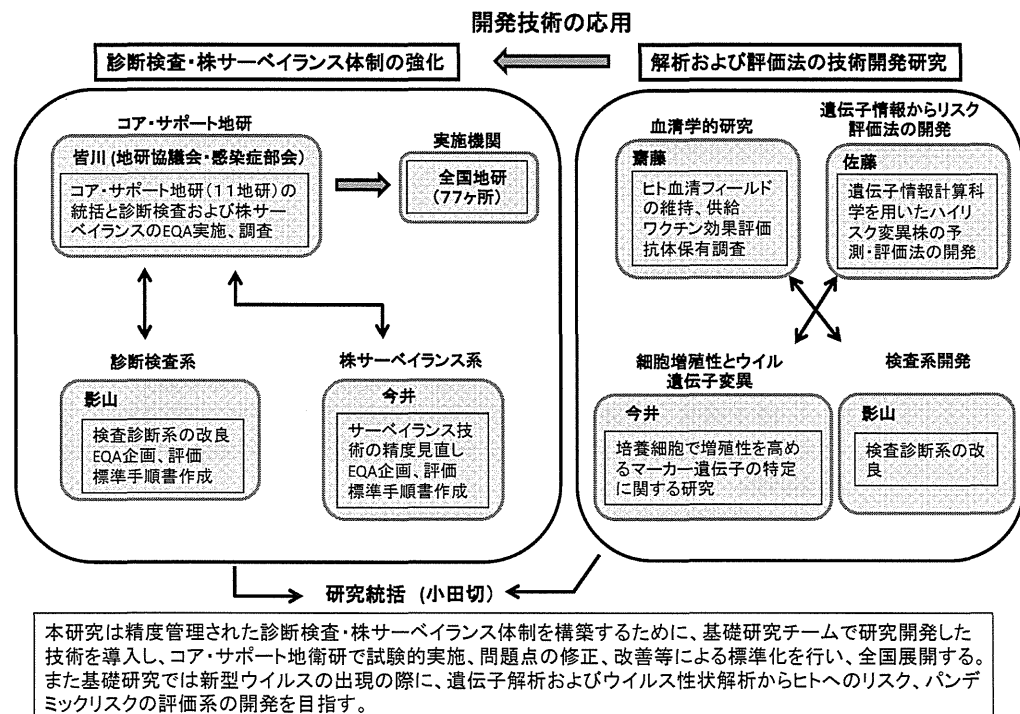 開発技術の応用
診断検査・株サーベイランス体制の強化
解析および評価法の技術開発研究
コア・サポート地研
皆川 (地研協議会・感染症部会)
コア・サポート地研(11地研)の
統括と診断検査および株サー
ベイランスのEQA実施、調査
実施機関
全国地研
(77ヶ所)
診断検査系
影山
検査診断系の改良
EQA企画、評価
標準手順書作成
株サーベイランス系
今井
サーベイランス技
術の精度見直し
EQA企画、評価
標準手順書作成
血清学的研究
齋藤
ヒト血清フィールド
の維持、供給
ワクチン効果評価
抗体保有調査
遺伝子情報からリスク
評価法の開発
佐藤
遺伝子情報計算科
学を用いたハイリ
スク変異株の予
測・評価法の開発
細胞増殖性とウイル
遺伝子変異
今井
培養細胞で増殖性を高め
るマーカー遺伝子の特定
に関する研究
検査系開発
影山
検査診断系の改
良
研究統括 (小田切)
本研究は精度管理された診断検査・株サーベイランス体制を構築するために、基礎研究チームで研究開発した
技術を導入し、コア・サポート地衛研で試験的実施、問題点の修正、改善等による標準化を行い、全国展開する。
また基礎研究では新型ウイルスの出現の際に、遺伝子解析およびウイルス性状解析からヒトへのリスク、パンデ
ミックリスクの評価系の開発を目指す。